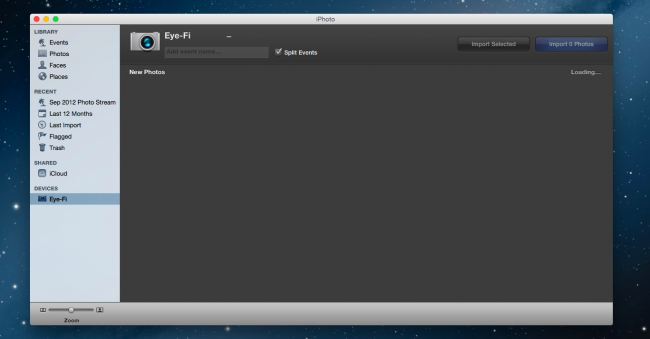 iPhoto
LIBRARY
Events
Photos
Faces
Places
RECENT
Sep 2012 Photo Stream
Last 12 Months
Last Import
Flagged
Trash
SHARED
iCloud
DEVICES
Eye-Fi
Eye-Fi –
Add event name...
Split Events
Import Selected
Import 0 Photos
New Photos
Loading...
Zoom